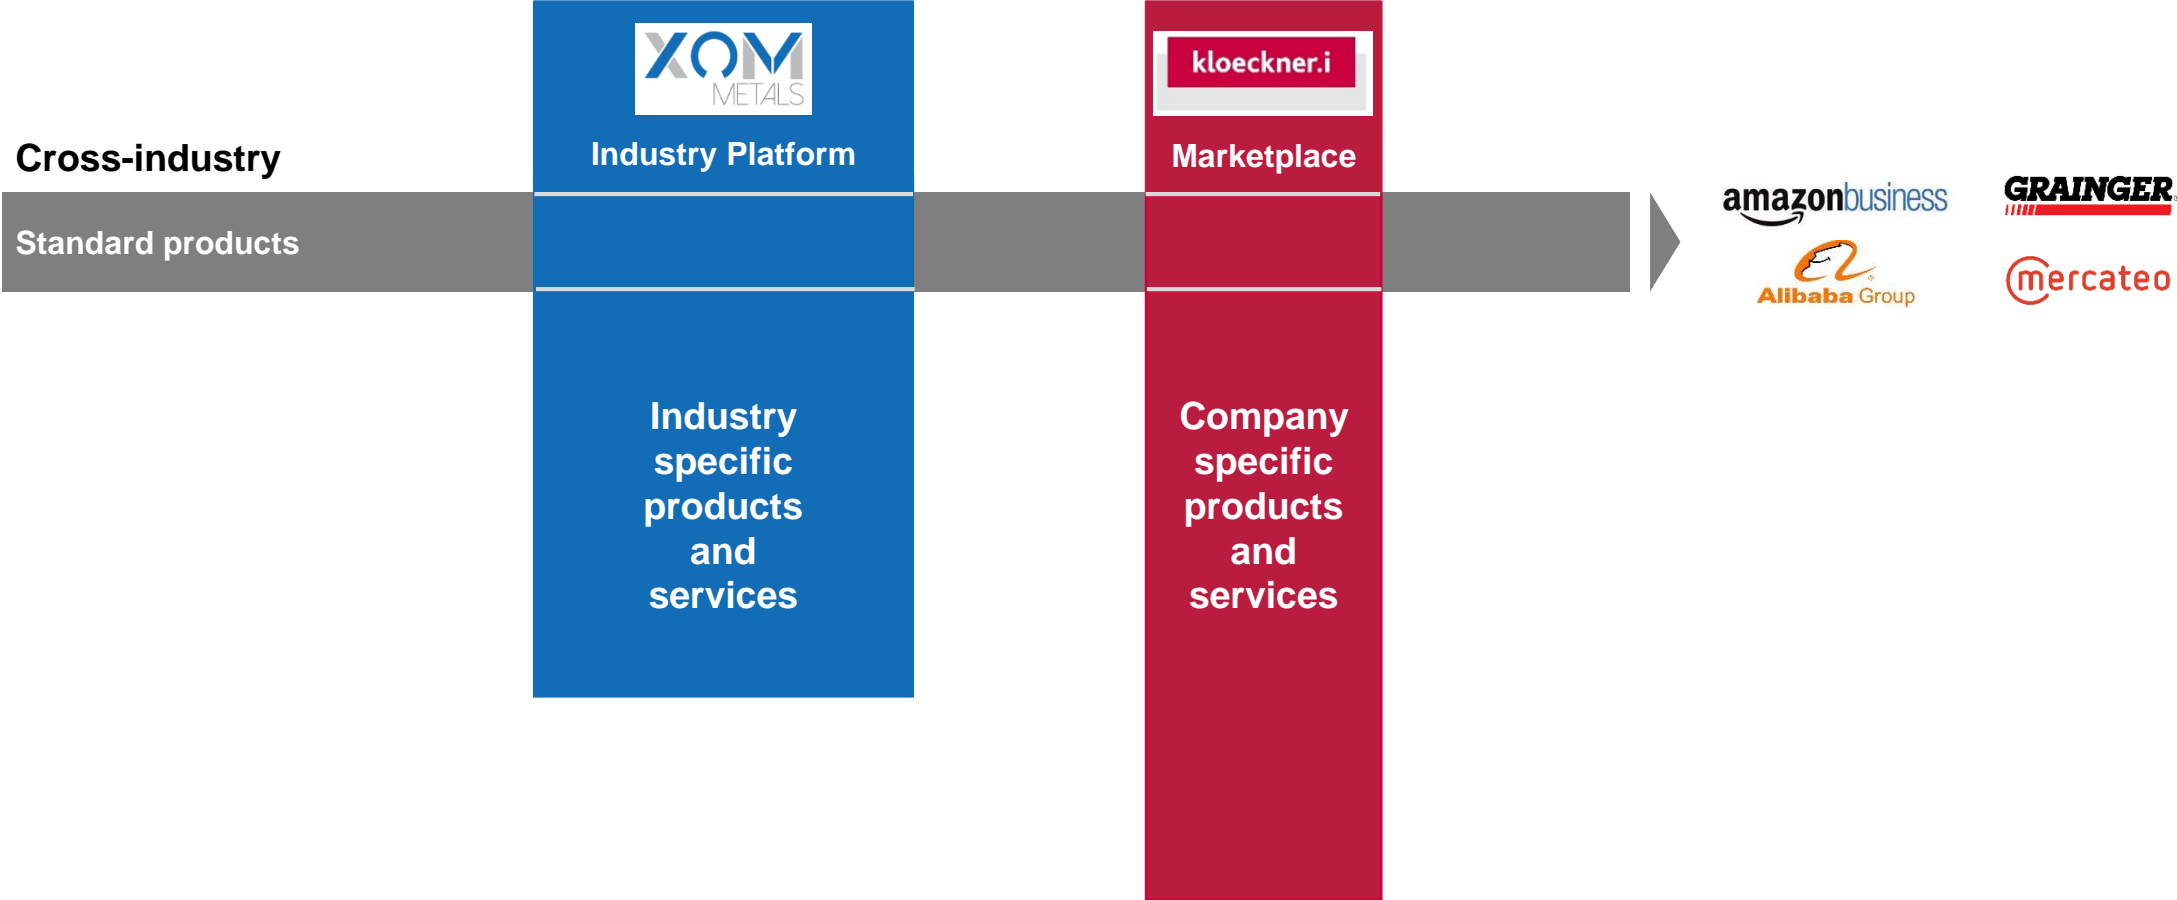 XOM
METALS
kloeckner.i
Cross-industry
Industry Platform
Marketplace
Standard products
amazonbusiness
GRAINGER
Alibaba Group
mercateo
Industry
specific
products
and
services
Company
specific
products
and
services